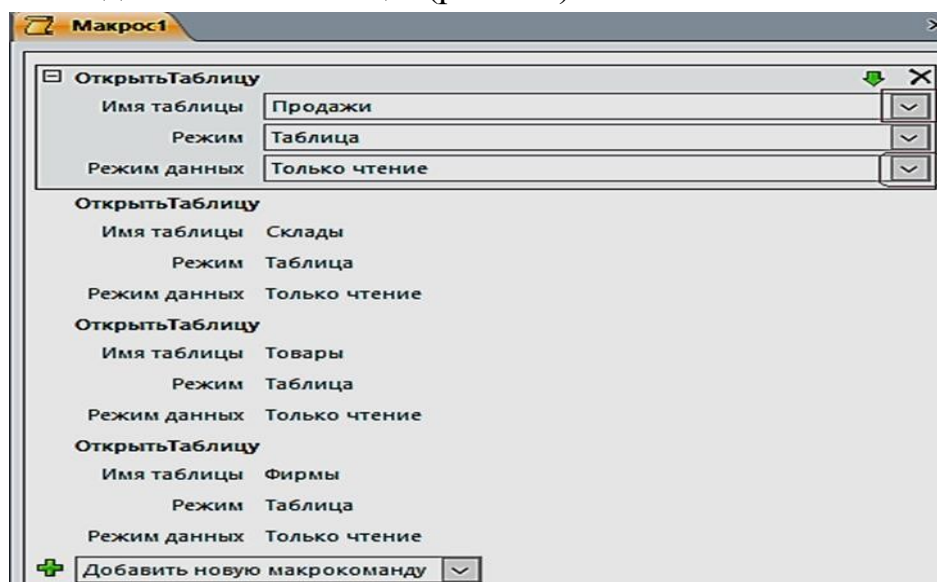 Макрос1
ОткрытьТаблицу
Имя таблицы Продажи
Режим Таблица
Режим данных Только чтение
ОткрытьТаблицу
Имя таблицы Склады
Режим Таблица
Режим данных Только чтение
ОткрытьТаблицу
Имя таблицы Товары
Режим Таблица
Режим данных Только чтение
ОткрытьТаблицу
Имя таблицы Фирмы
Режим Таблица
Режим данных Только чтение
Добавить новую макрокоманду